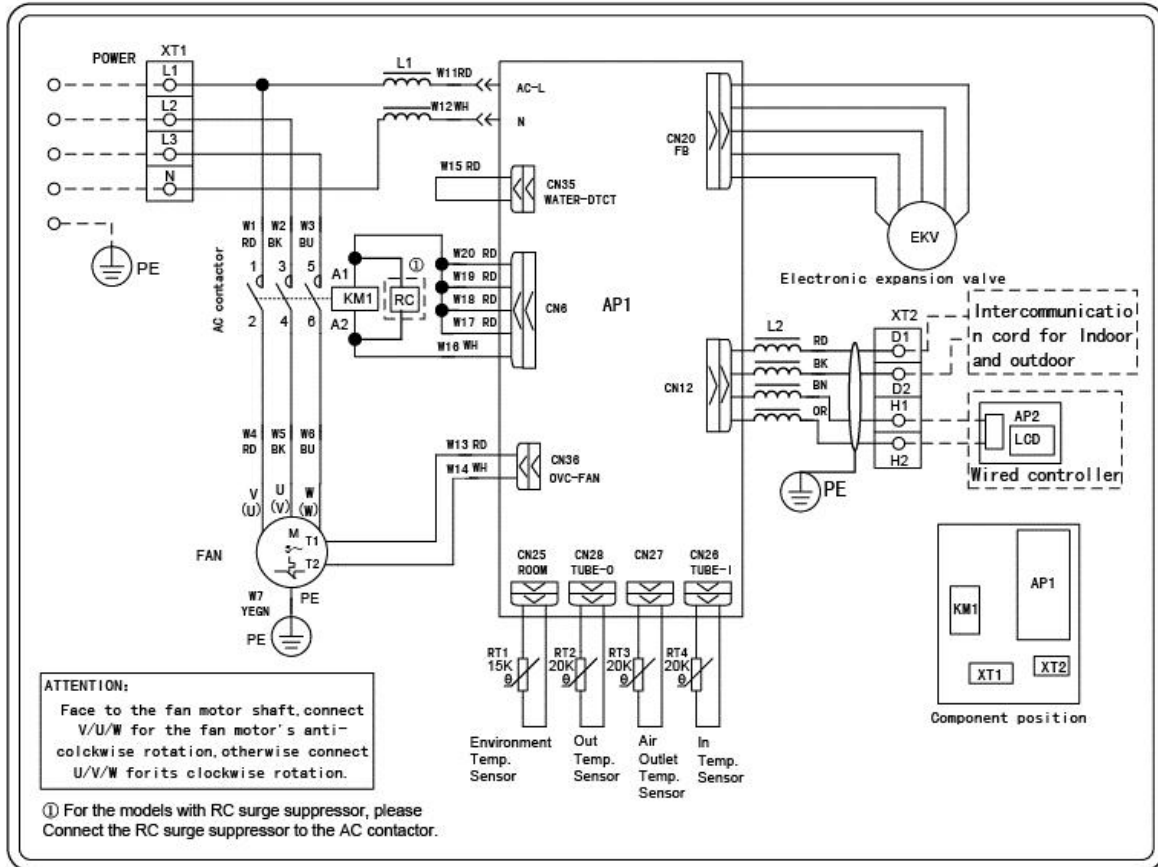 POWER
XT1
L1
L2
L3
N
PE
L1
W11RD
W12WH
AC-L
N
W15 RD
CN35
WATER-DTCT
CN20
FB
EKV
Electronic expansion valve
W1 W2 W3
RD BK BU
1 3 5
AC contactor
2 4 6
A1
KM1
A2
①
RC
W20 RD
W19 RD
W18 RD
W17 RD
W16 WH
CN6
AP1
L2
RD
BK
BN
OR
CN12
XT2
D1
D2
H1
H2
PE
Intercommunicatio
n cord for Indoor
and outdoor
AP2
LCD
Wired controller
W4 W5 W6
RD BK BU
V U W
(U) (V) (W)
FAN
M
3~
T1
T2
W13 RD
W14 WH
CN36
OVC-FAN
W7
YEGN
PE
PE
CN25 CN28 CN27 CN26
ROOM TUBE-O TUBE-I
RT1 RT2 RT3 RT4
15K 20K 20K 20K
θ θ θ θ
Environment
Temp.
Sensor
Out
Temp.
Sensor
Air
Outlet
Temp.
Sensor
In
Temp.
Sensor
KM1
AP1
XT1
XT2
Component position
ATTENTION:
Face to the fan motor shaft, connect
V/U/W for the fan motor's anti-
colckwise rotation, otherwise connect
U/V/W forits clockwise rotation.
① For the models with RC surge suppressor, please
Connect the RC surge suppressor to the AC contactor.